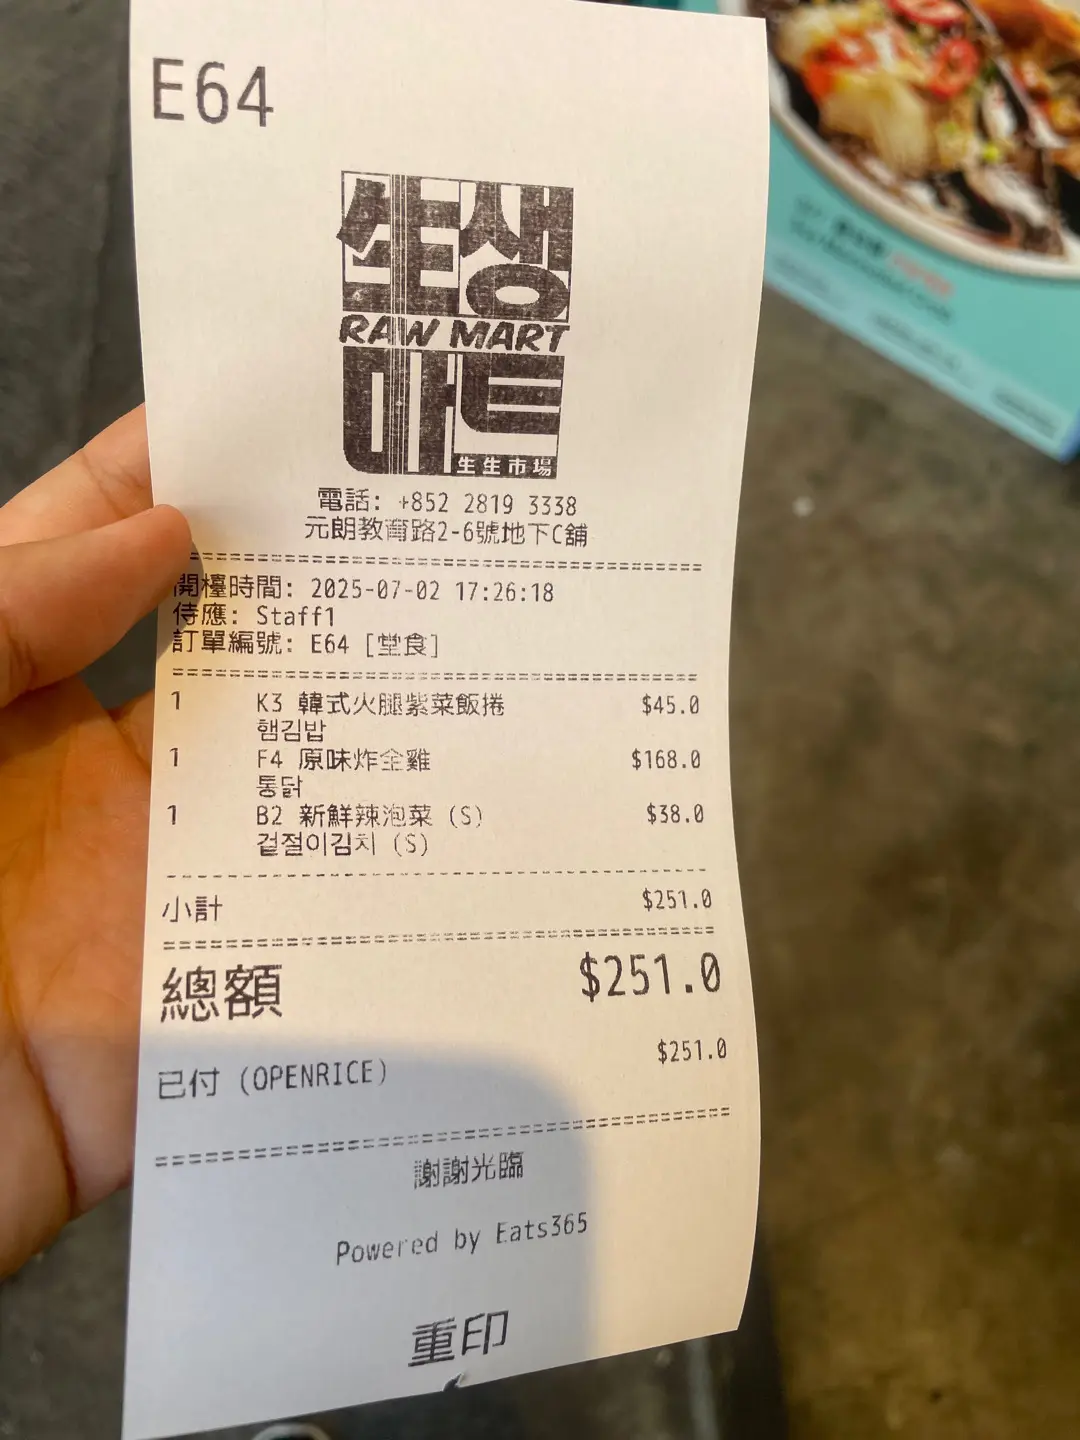 E64
生 생
RAW MART
마트
生生市場
電話: +852 2819 3338
元朗教育路2-6號地下C舖
開檯時間: 2025-07-02 17:26:18
侍應: Staff1
訂單編號: E64 [堂食]
1 K3 韓式火腿紫菜飯捲 $45.0
햄김밥
1 F4 原味炸全雞 $168.0
통닭
1 B2 新鮮辣泡菜 (S) $38.0
겉절이김치 (S)
小計 $251.0
總額 $251.0
已付 (OPENRICE) $251.0
謝謝光臨
Powered by Eats365
重印